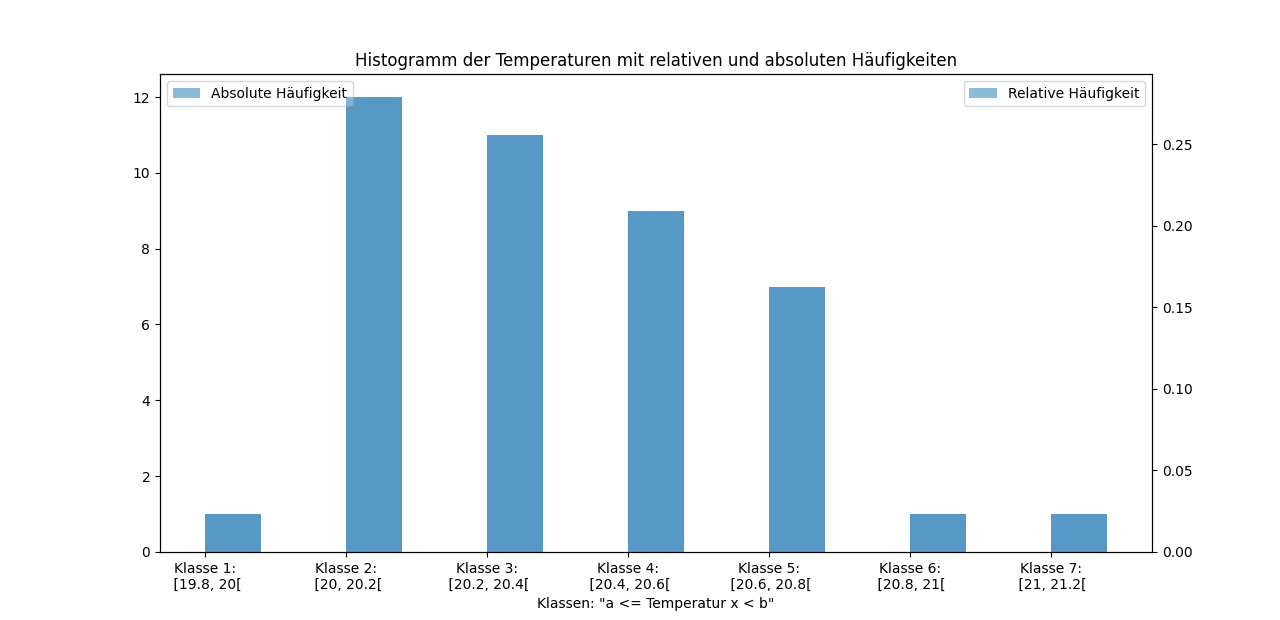 Histogramm der Temperaturen mit relativen und absoluten Häufigkeiten
Absolute Häufigkeit
Relative Häufigkeit
12
10
8
6
4
2
0
0.25
0.20
0.15
0.10
0.05
0.00
Klasse 1:
[19.8, 20[
Klasse 2:
[20, 20.2[
Klasse 3:
[20.2, 20.4[
Klasse 4:
[20.4, 20.6[
Klasse 5:
[20.6, 20.8[
Klasse 6:
[20.8, 21[
Klasse 7:
[21, 21.2[
Klassen: "a <= Temperatur x < b"